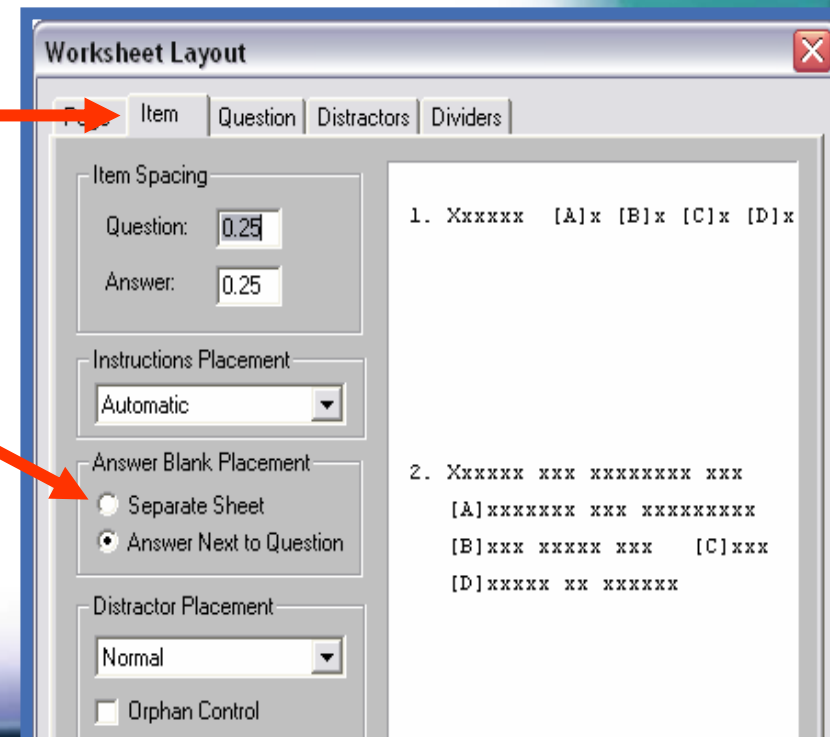 Worksheet Layout
Item Question Distractors Dividers
Item Spacing
Question: 0.25
Answer: 0.25
Instructions Placement
Automatic
Answer Blank Placement
Separate Sheet
Answer Next to Question
Distractor Placement
Normal
Orphan Control
1. Xxxxxx [A]x [B]x [C]x [D]x
2. Xxxxxx xxx xxxxxxxx xxx
[A]xxxxxxx xxx xxxxxxxxx
[B]xxx xxxxx xxx [C]xxx
[D]xxxxx xx xxxxxx